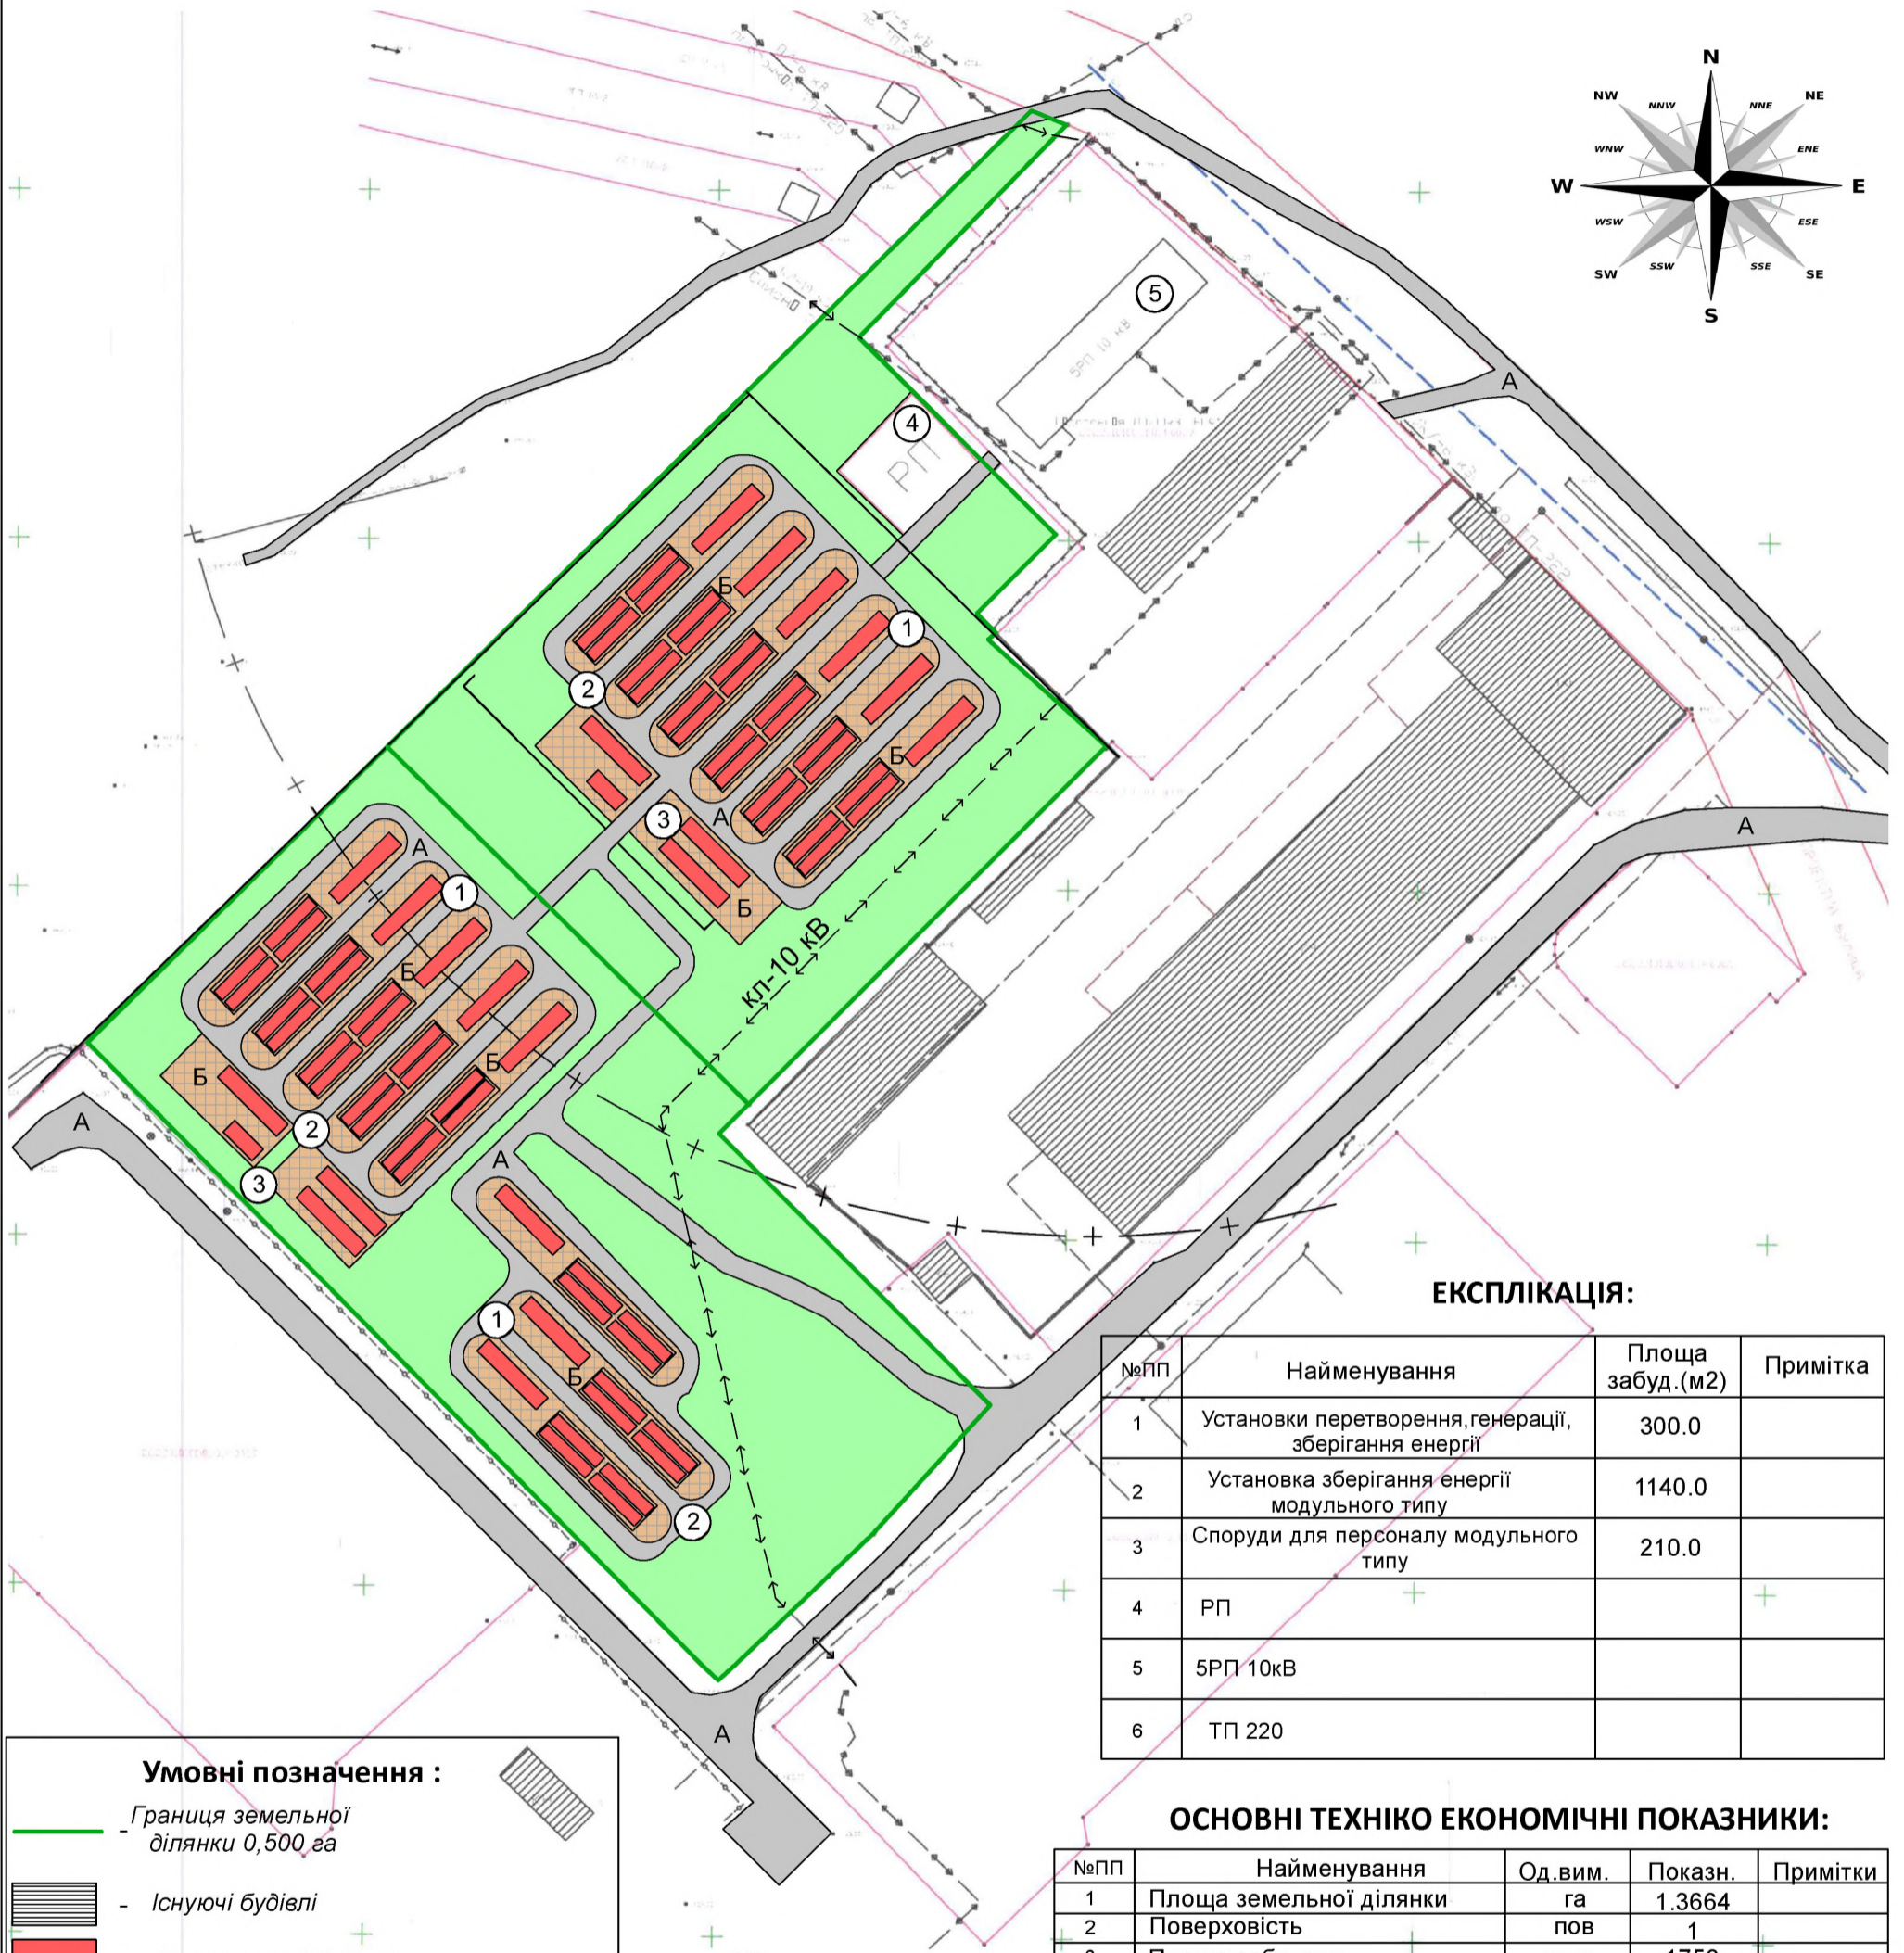 N
NW
NNW
NNE
NE
WNW
ENE
W
E
WSW
ESE
SW
SSW
SSE
SE
S
5
5РП 10 кВ
А
4
РП
Б
1
2
Б
3
А
Б
А
1
Б
кл-10 кВ
А
Б
Б
А
2
3
А
1
Б
2
А
ЕКСПЛІКАЦІЯ:
№ПП Найменування Площа забуд.(м2) Примітка
1 Установки перетворення,генерації, 300.0
зберігання енергії
2 Установка зберігання енергії 1140.0
модульного типу
3 Споруди для персоналу модульного 210.0
типу
4 РП
5 5РП 10кВ
6 ТП 220
Умовні позначення :
- Границя земельної
ділянки 0,500 га
- Існуючі будівлі
ОСНОВНІ ТЕХНІКО ЕКОНОМІЧНІ ПОКАЗНИКИ:
№ПП Найменування Од.вим. Показн. Примітки
1 Площа земельної ділянки га 1.3664
2 Поверховість пов 1